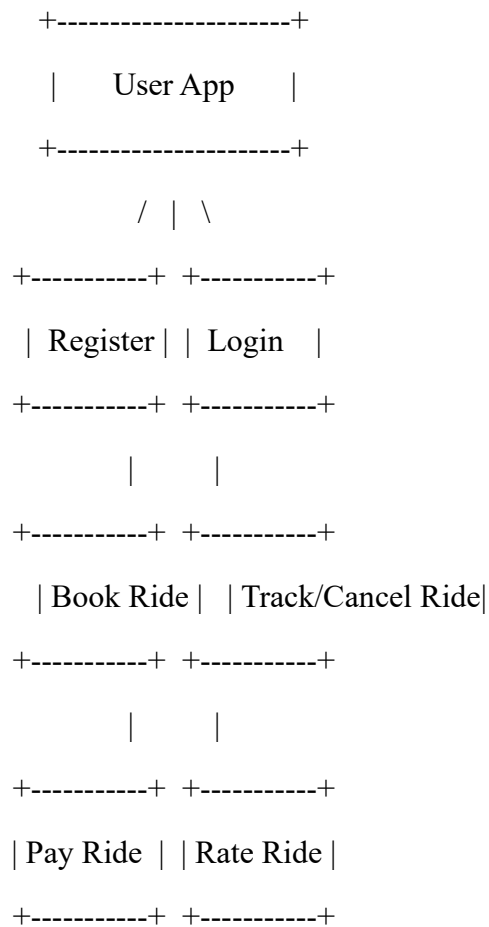 +----------------------+
|       User App       |
+----------------------+
/   |   \
+-----------+  +-----------+
|  Register |  |  Login    |
+-----------+  +-----------+
|          |
+-----------+  +-----------+
| Book Ride |   | Track/Cancel Ride|
+-----------+  +-----------+
|          |
+-----------+  +-----------+
| Pay Ride  |  | Rate Ride |
+-----------+  +-----------+